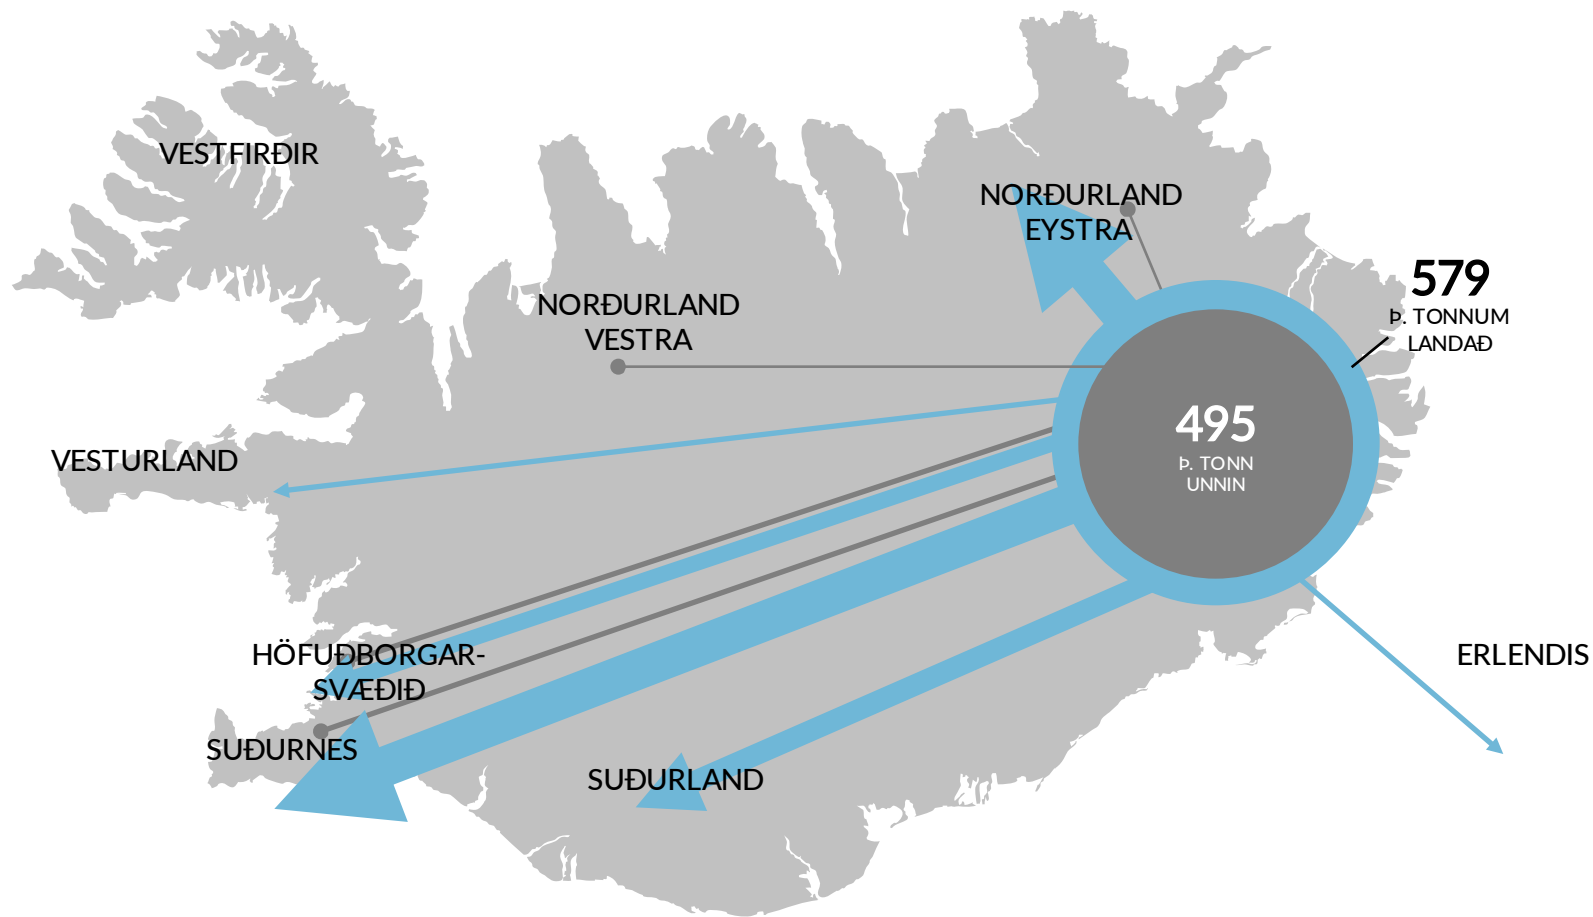 VESTFIRÐIR
NORÐURLAND
EYSTRA
579
Þ. TONNUM
LANDAÐ
NORÐURLAND
VESTRA
495
Þ. TONN
UNNIN
VESTURLAND
HÖFUÐBORGAR-
SVÆÐIÐ
ERLENDIS
SUÐURNES
SUÐURLAND